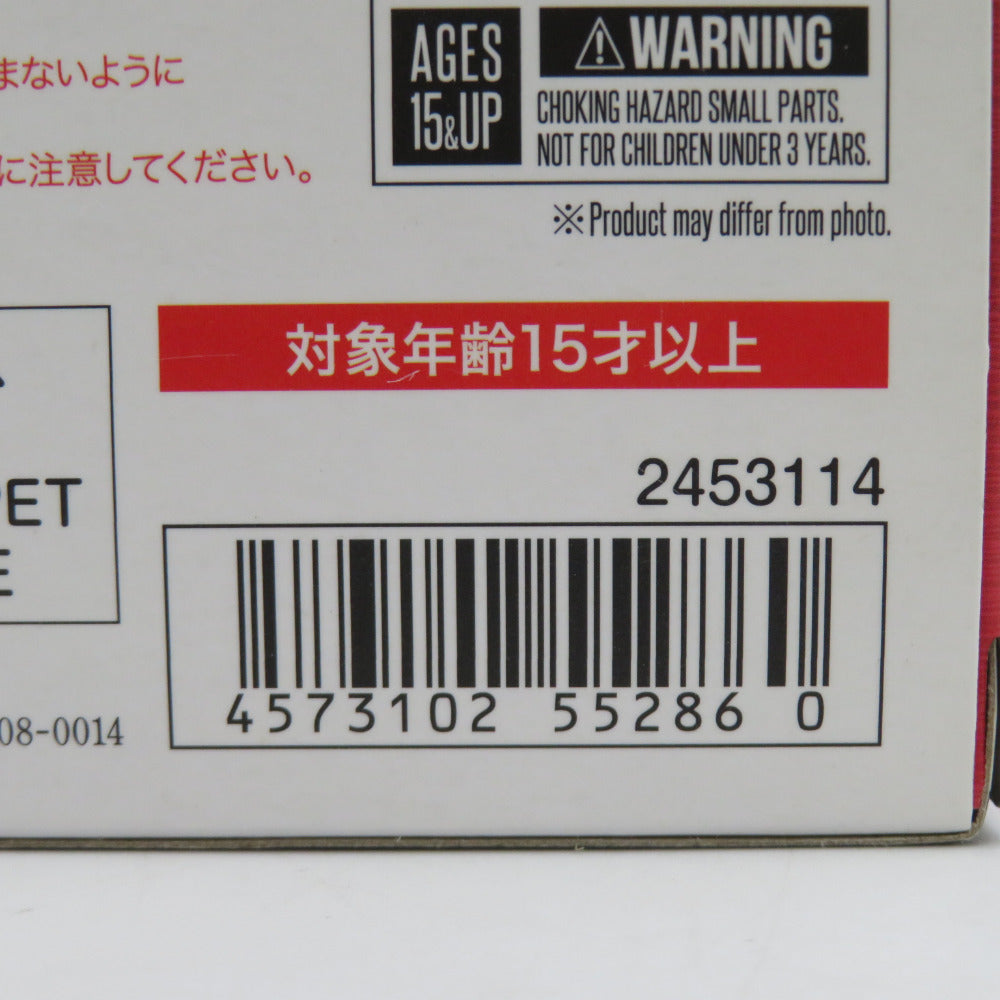 AGES
15&UP
⚠WARNING
CHOKING HAZARD SMALL PARTS.
NOT FOR CHILDREN UNDER 3 YEARS.
まないように
に注意してください。
※Product may differ from photo.
対象年齢15才以上
2453114
PET
E
4573102 55286 0
08-0014